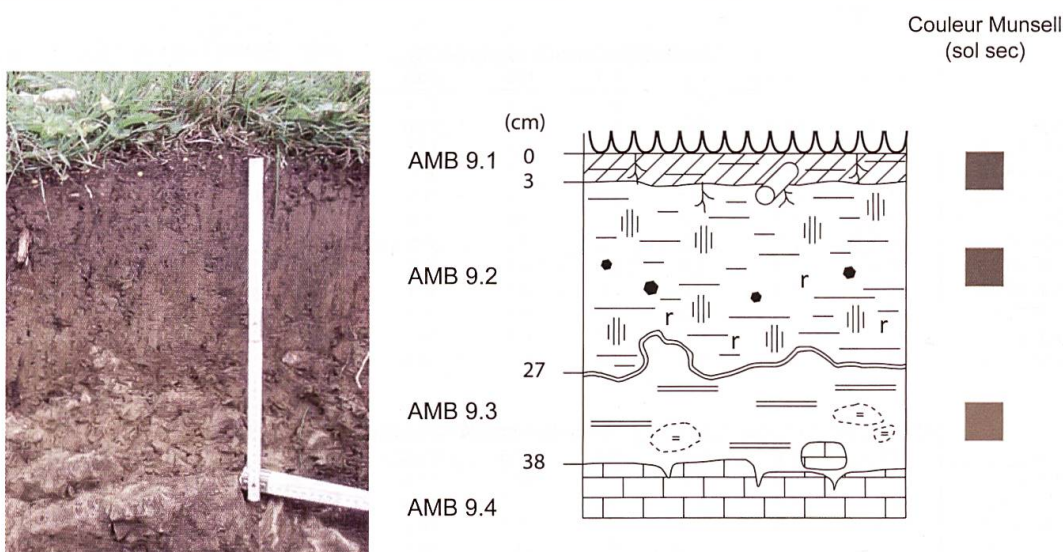 Couleur Munsell
(sol sec)
(cm)
AMB 9.1
0
3
AMB 9.2
r
r
r
r
27
AMB 9.3
38
AMB 9.4